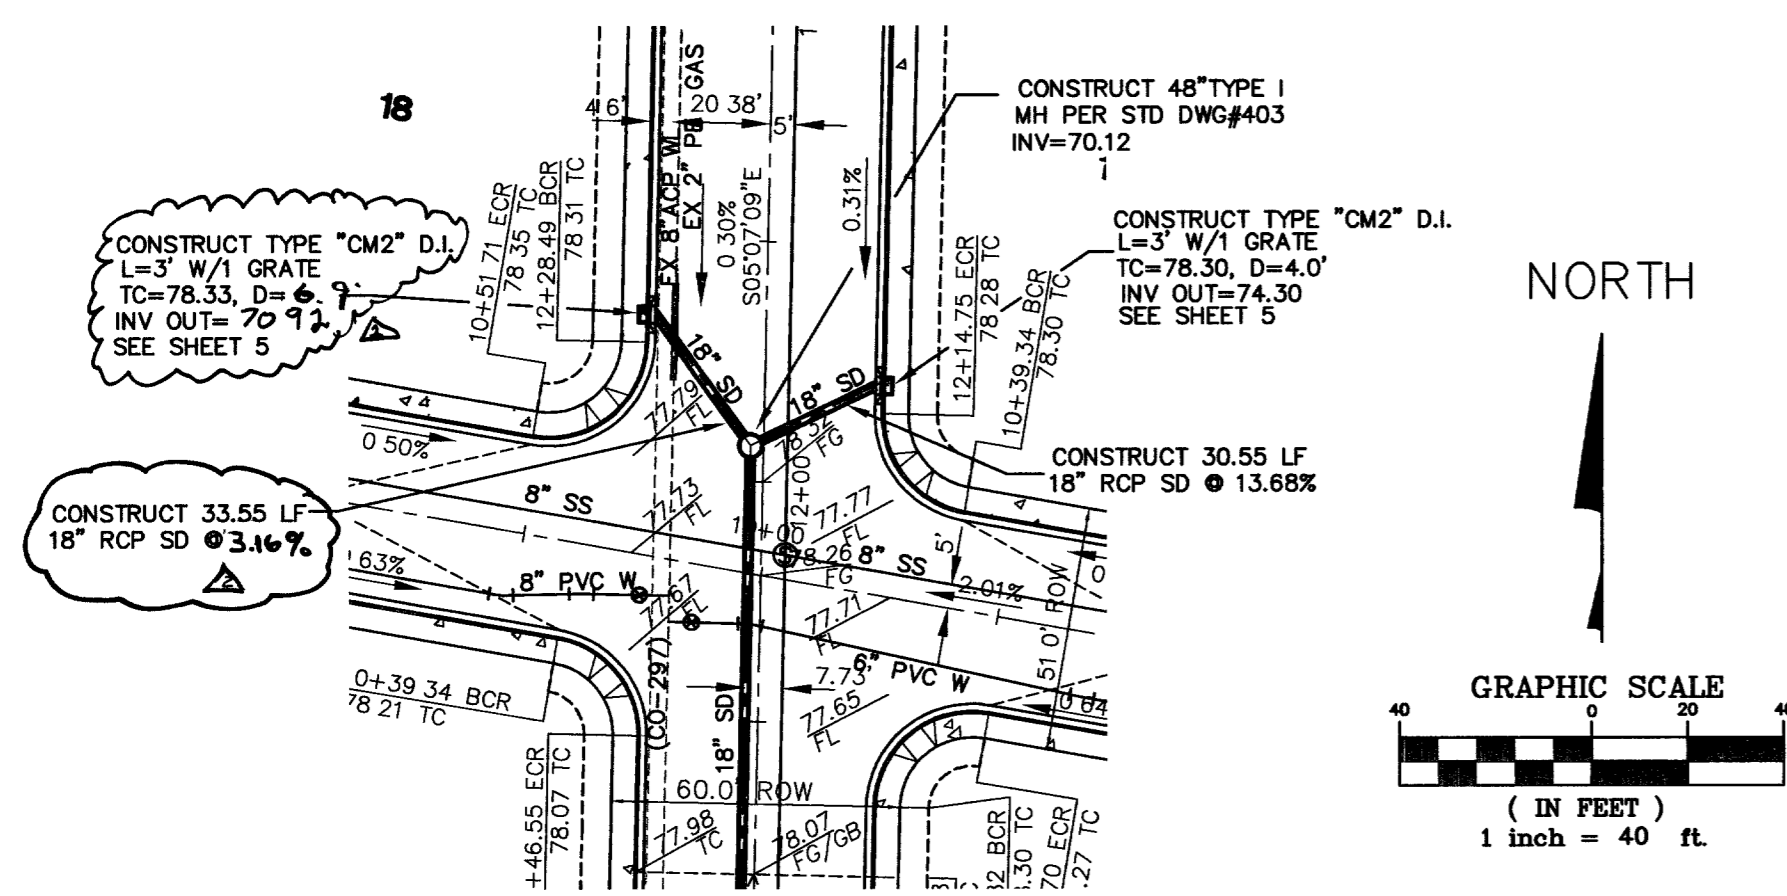 18
4 6'
20 38'
5'
EX 8" ACP WL
EX 2" PE GAS
0 30%
S05°07'09"E
0.31%
CONSTRUCT 48"TYPE I
MH PER STD DWG#403
INV=70.12
CONSTRUCT TYPE "CM2" D.I.
L=3' W/1 GRATE
TC=78.33, D=6.9'
INV OUT= 70 92
SEE SHEET 5
2
10+51 71 ECR
78 35 TC
12+28.49 BCR
78 31 TC
CONSTRUCT TYPE "CM2" D.I.
L=3' W/1 GRATE
TC=78.30, D=4.0'
INV OUT=74.30
SEE SHEET 5
12+14.75 ECR
78 28 TC
10+39.34 BCR
78.30 TC
NORTH
18" SD
18" SD
77.79
FL
78.52
FG
0 50%
CONSTRUCT 30.55 LF
18" RCP SD @ 13.68%
CONSTRUCT 33.55 LF
18" RCP SD @ 3.16%
2
8" SS
77.73
FL
12+00
77.77
FL
78.26
FG
8" SS
5'
2.01%
63%
8" PVC W
77.67
FL
77.71
FL
51 0' ROW
6" PVC W
7.73
77.65
FL
0 64
0
(CO-297)
18" SD
0+39 34 BCR
78 21 TC
+46.55 ECR
78.07 TC
60.0' ROW
77.98
TC
78.07
FG/GB
32 BCR
.30 TC
70 ECR
.27 TC
GRAPHIC SCALE
40
0
20
( IN FEET )
1 inch = 40 ft.